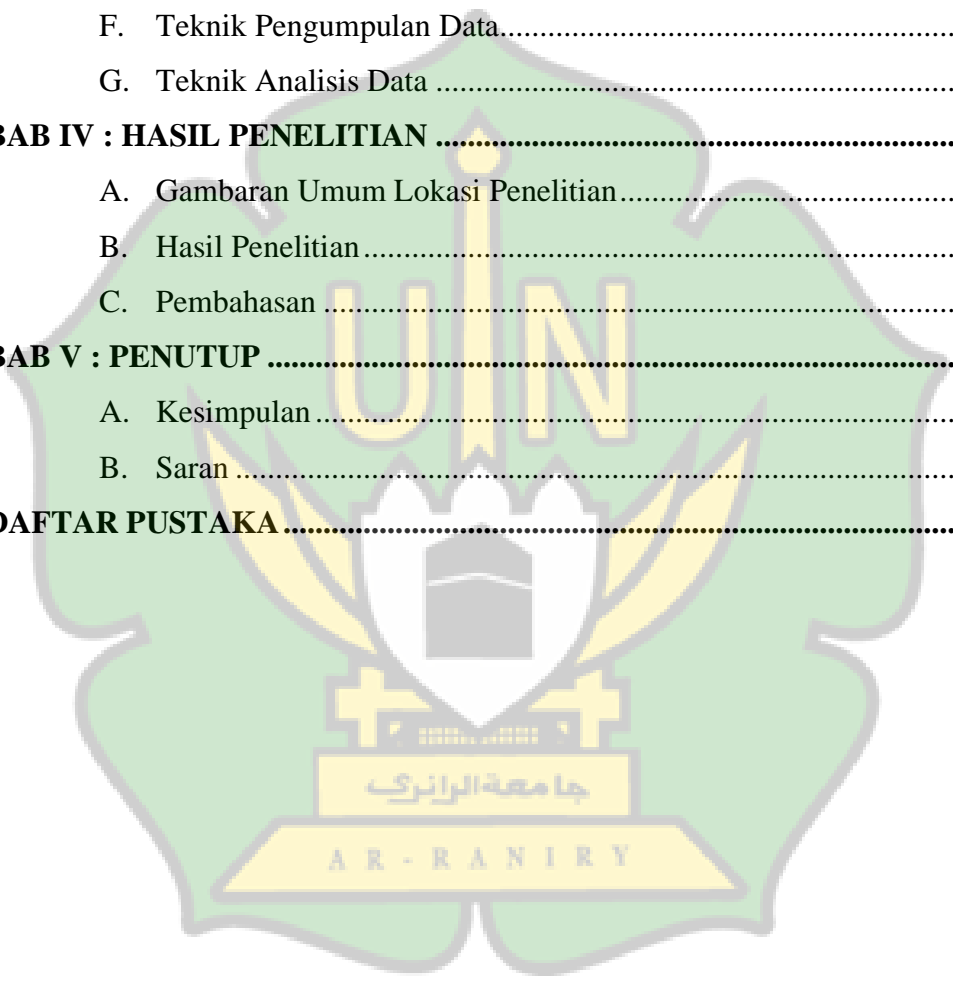 F. Teknik Pengumpulan Data..........................................................
G. Teknik Analisis Data ..................................................................
BAB IV : HASIL PENELITIAN ..................................................................
A. Gambaran Umum Lokasi Penelitian..........................................
B. Hasil Penelitian...........................................................................
C. Pembahasan ................................................................................
BAB V : PENUTUP........................................................................................
A. Kesimpulan.................................................................................
B. Saran ...........................................................................................
DAFTAR PUSTAKA.....................................................................................
UIN
جامعة الرانري
AR-RANIRY